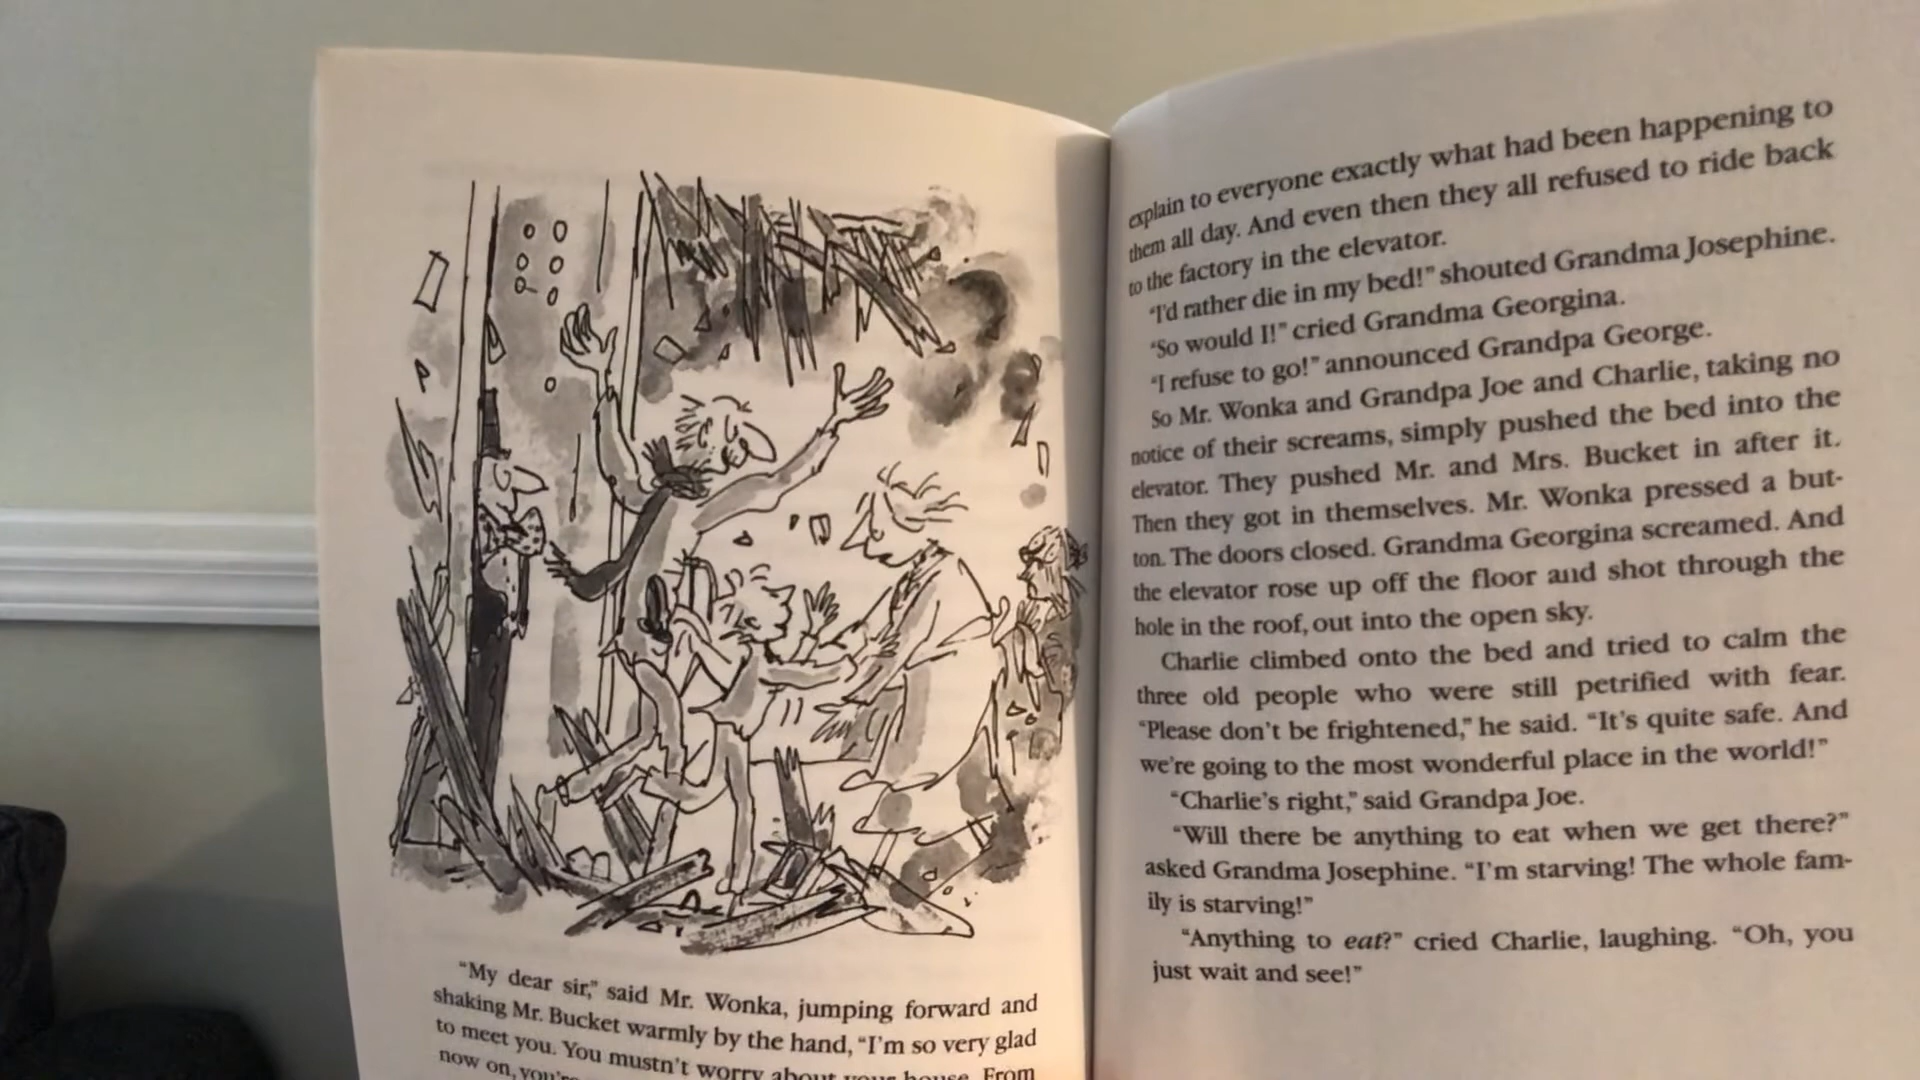 “My dear sir,” said Mr. Wonka, jumping forward and
shaking Mr. Bucket warmly by the hand, “I’m so very glad
to meet you. You mustn’t worry about your house. From
now on, you’re
explain to everyone exactly what had been happening to
them all day. And even then they all refused to ride back
to the factory in the elevator.
“I’d rather die in my bed!” shouted Grandma Josephine.
“So would I!” cried Grandma Georgina.
“I refuse to go!” announced Grandpa George.
So Mr. Wonka and Grandpa Joe and Charlie, taking no
notice of their screams, simply pushed the bed into the
elevator. They pushed Mr. and Mrs. Bucket in after it.
Then they got in themselves. Mr. Wonka pressed a but-
ton. The doors closed. Grandma Georgina screamed. And
the elevator rose up off the floor and shot through the
hole in the roof, out into the open sky.
Charlie climbed onto the bed and tried to calm the
three old people who were still petrified with fear.
“Please don’t be frightened,” he said. “It’s quite safe. And
we’re going to the most wonderful place in the world!”
“Charlie’s right,” said Grandpa Joe.
“Will there be anything to eat when we get there?”
asked Grandma Josephine. “I’m starving! The whole fam-
ily is starving!”
“Anything to eat?” cried Charlie, laughing. “Oh, you
just wait and see!”